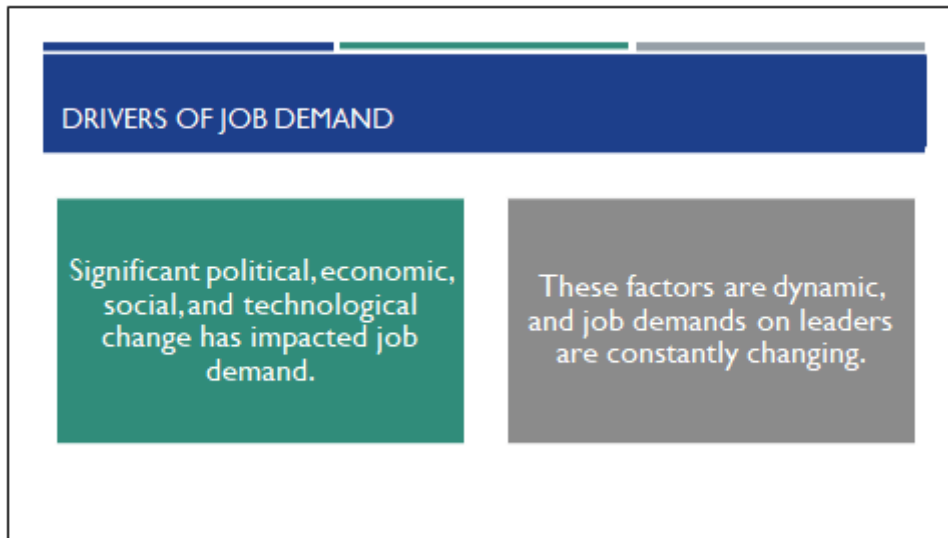 DRIVERS OF JOB DEMAND
Significant political, economic,
social, and technological
change has impacted job
demand.
These factors are dynamic,
and job demands on leaders
are constantly changing.